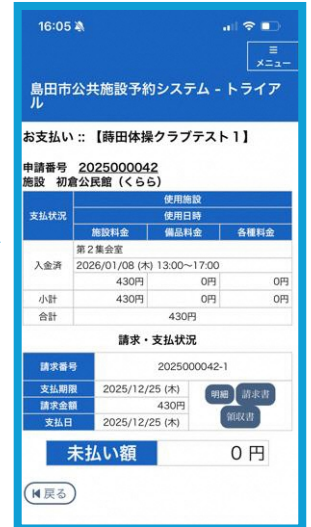 16:05
メニュー
島田市公共施設予約システム - トライア
ル
お支払い :: 【蒔田体操クラブテスト１】
申請番号 2025000042
施設 初倉公民館（くらら）
支払状況 使用施設
使用日時
施設料金 備品料金 各種料金
入金済 第２集会室
2026/01/08 (木) 13:00～17:00
430円 0円 0円
小計 430円 0円 0円
合計 430円
請求・支払状況
請求番号 2025000042-1
支払期限 2025/12/25 (木) 明細 請求書
請求金額 430円 領収書
支払日 2025/12/25 (木)
未払い額 0 円
戻る